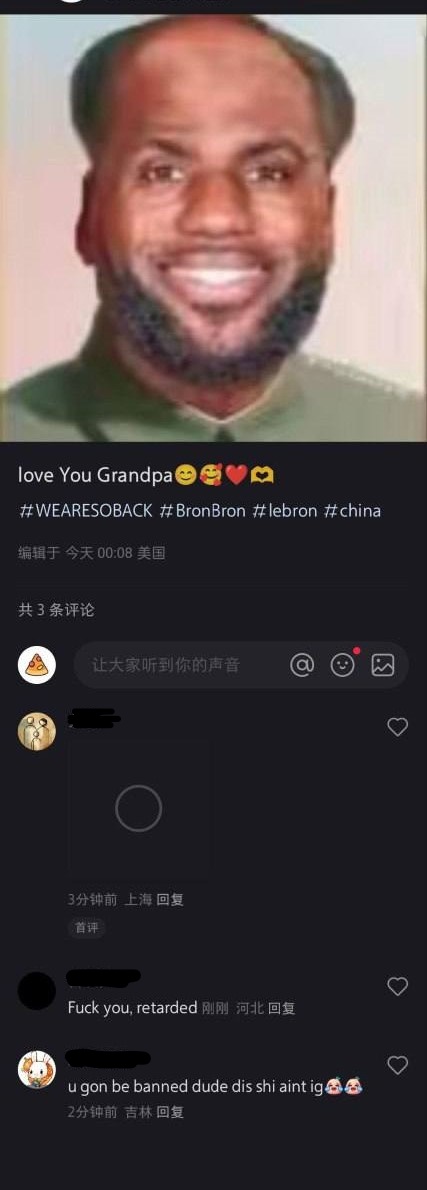 love You Grandpa😊🥰❤️🫶
#WEARESOBACK #BronBron #lebron #china
编辑于 今天 00:08 美国
共 3 条评论
让大家听到你的声音
3分钟前 上海 回复
首评
Fuck you, retarded 刚刚 河北 回复
u gon be banned dude dis shi aint ig😂😂
2分钟前 吉林 回复